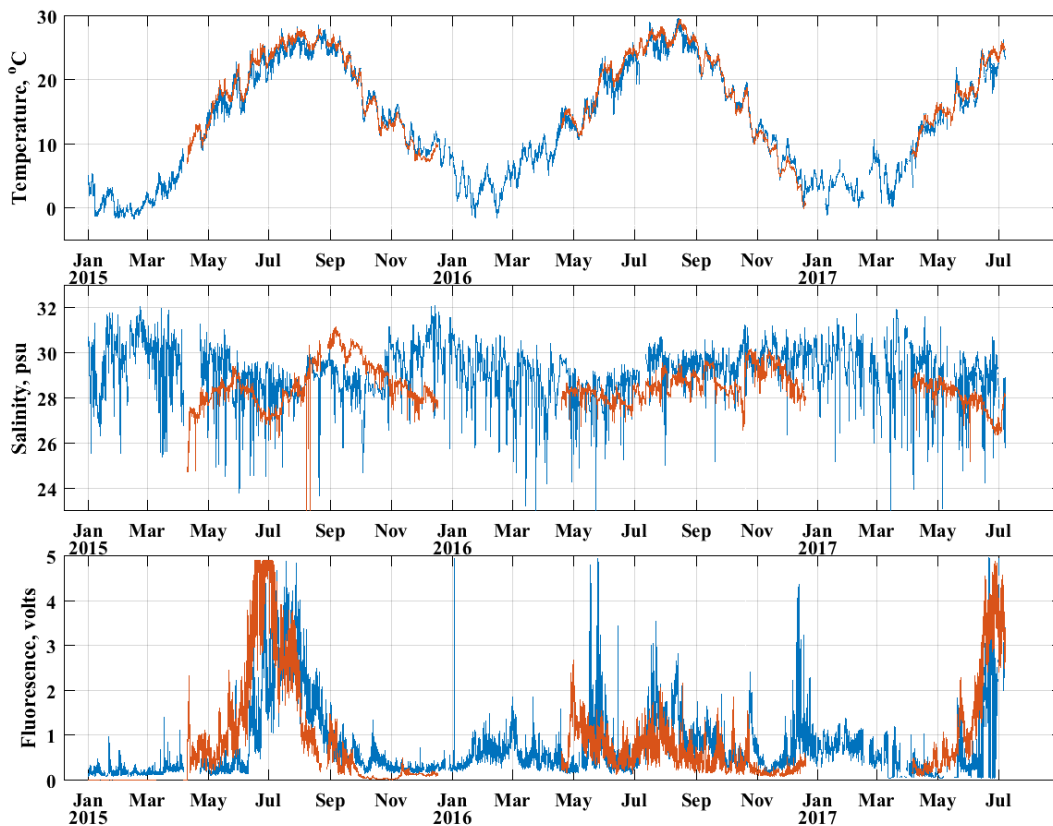 30
20
10
0
Temperature, °C
Jan Mar May Jul Sep Nov Jan Mar May Jul Sep Nov Jan Mar May Jul
2015 2016 2017
32
30
28
26
24
Salinity, psu
Jan Mar May Jul Sep Nov Jan Mar May Jul Sep Nov Jan Mar May Jul
2015 2016 2017
5
4
3
2
1
0
Fluoresence, volts
Jan Mar May Jul Sep Nov Jan Mar May Jul Sep Nov Jan Mar May Jul
2015 2016 2017